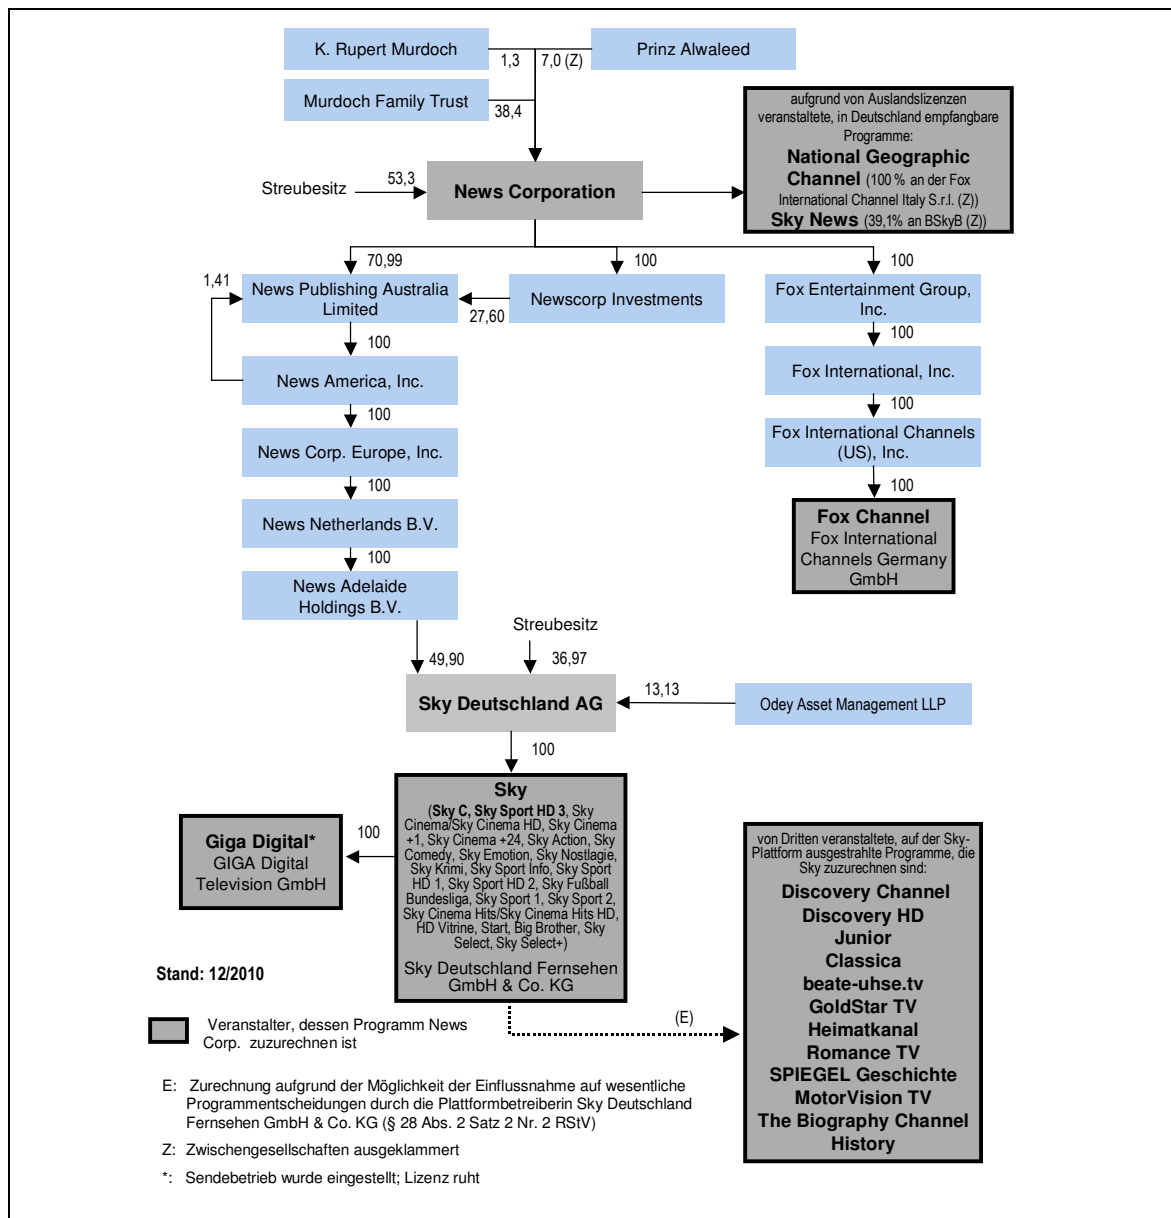 K. Rupert Murdoch
Prinz Alwaleed
1,3
7,0 (Z)
Murdoch Family Trust
38,4
aufgrund von Auslandslizenzen
veranstaltete, in Deutschland empfangbare
Programme:
National Geographic
Channel (100 % an der Fox
International Channel Italy S.r.l. (Z))
Sky News (39,1% an BSkyB (Z))
Streubesitz
53,3
News Corporation
70,99
100
100
1,41
News Publishing Australia
Limited
27,60
Newscorp Investments
Fox Entertainment Group,
Inc.
100
100
News America, Inc.
Fox International, Inc.
100
100
News Corp. Europe, Inc.
Fox International Channels
(US), Inc.
100
100
News Netherlands B.V.
Fox Channel
Fox International
Channels Germany
GmbH
100
News Adelaide
Holdings B.V.
Streubesitz
49,90
36,97
Sky Deutschland AG
13,13
Odey Asset Management LLP
100
Sky
(Sky C, Sky Sport HD 3, Sky
Cinema/Sky Cinema HD, Sky Cinema
+1, Sky Cinema +24, Sky Action, Sky
Comedy, Sky Emotion, Sky Nostlagie,
Sky Krimi, Sky Sport Info, Sky Sport
HD 1, Sky Sport HD 2, Sky Fußball
Bundesliga, Sky Sport 1, Sky Sport 2,
Sky Cinema Hits/Sky Cinema Hits HD,
HD Vitrine, Start, Big Brother, Sky
Select, Sky Select+)
Sky Deutschland Fernsehen
GmbH & Co. KG
100
Giga Digital*
GIGA Digital
Television GmbH
von Dritten veranstaltete, auf der Sky-
Plattform ausgestrahlte Programme, die
Sky zuzurechnen sind:
Discovery Channel
Discovery HD
Junior
Classica
beate-uhse.tv
GoldStar TV
Heimatkanal
Romance TV
SPIEGEL Geschichte
MotorVision TV
The Biography Channel
History
(E)
Stand: 12/2010
Veranstalter, dessen Programm News
Corp. zuzurechnen ist
E: Zurechnung aufgrund der Möglichkeit der Einflussnahme auf wesentliche
Programmentscheidungen durch die Plattformbetreiberin Sky Deutschland
Fernsehen GmbH & Co. KG (§ 28 Abs. 2 Satz 2 Nr. 2 RStV)
Z: Zwischengesellschaften ausgeklammert
*: Sendebetrieb wurde eingestellt; Lizenz ruht